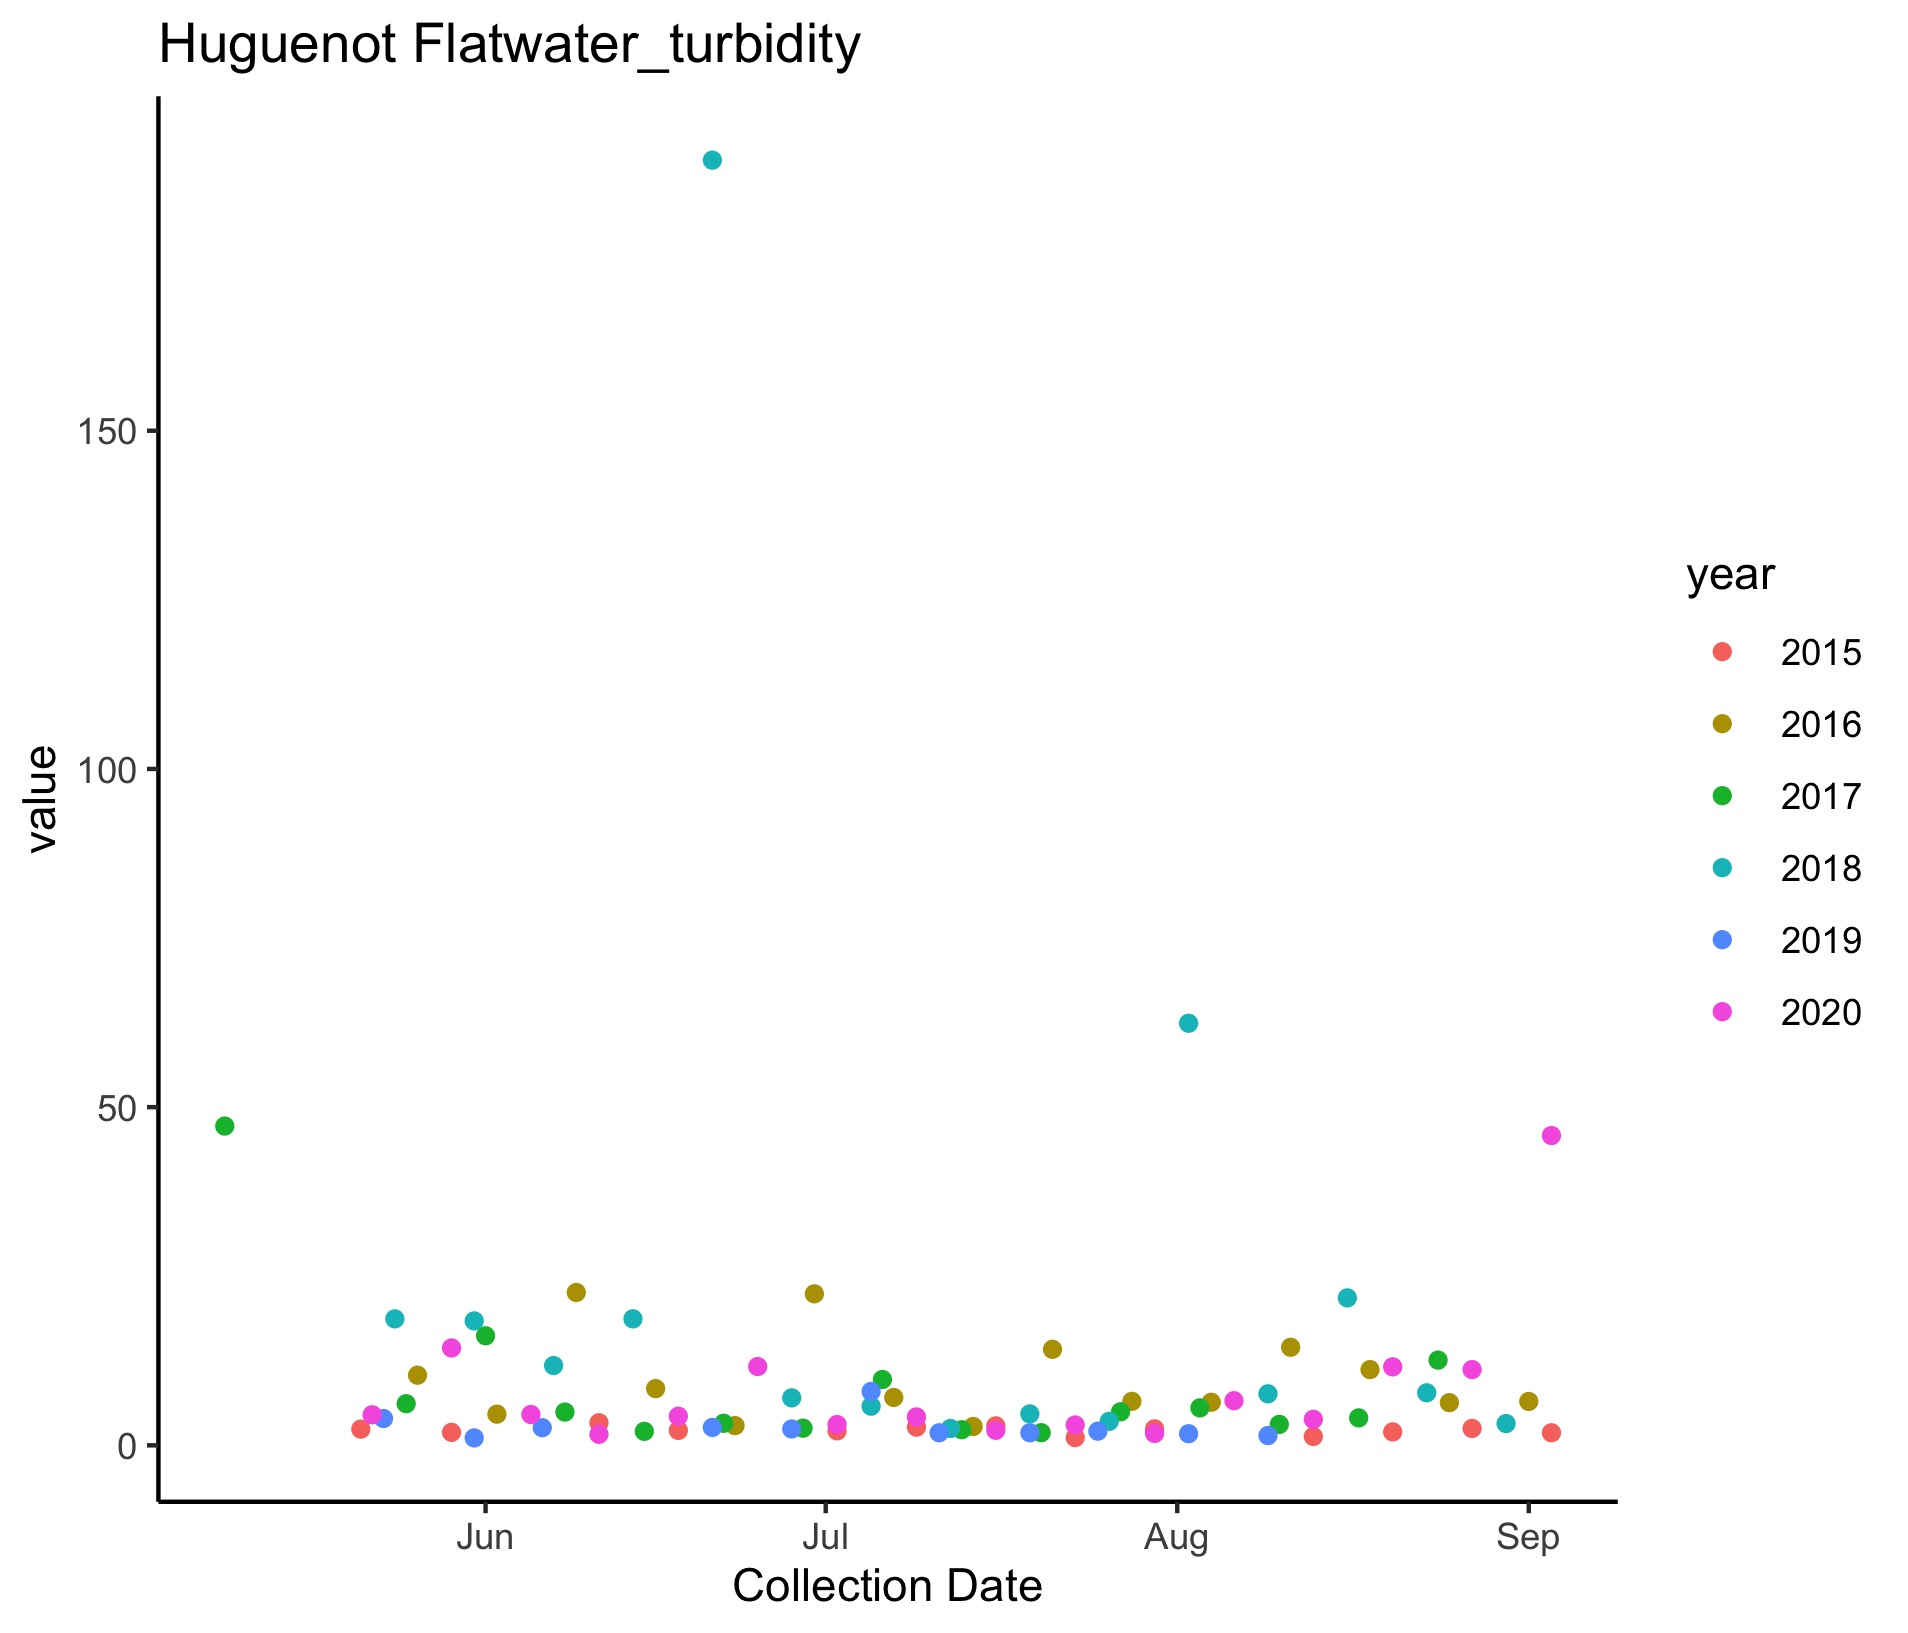 Huguenot Flatwater_turbidity
value
150
100
50
0
Jun
Jul
Aug
Sep
Collection Date
year
2015
2016
2017
2018
2019
2020